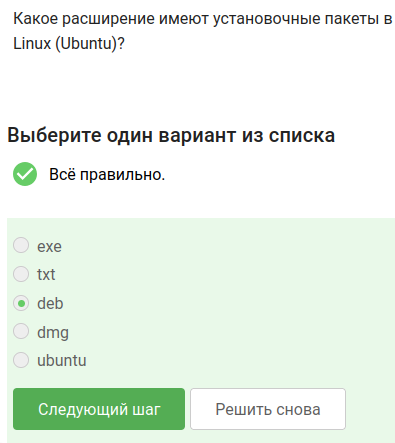 Какое расширение имеют установочные пакеты в
Linux (Ubuntu)?
Выберите один вариант из списка
Всё правильно.
exe
txt
deb
dmg
ubuntu
Следующий шаг
Решить снова